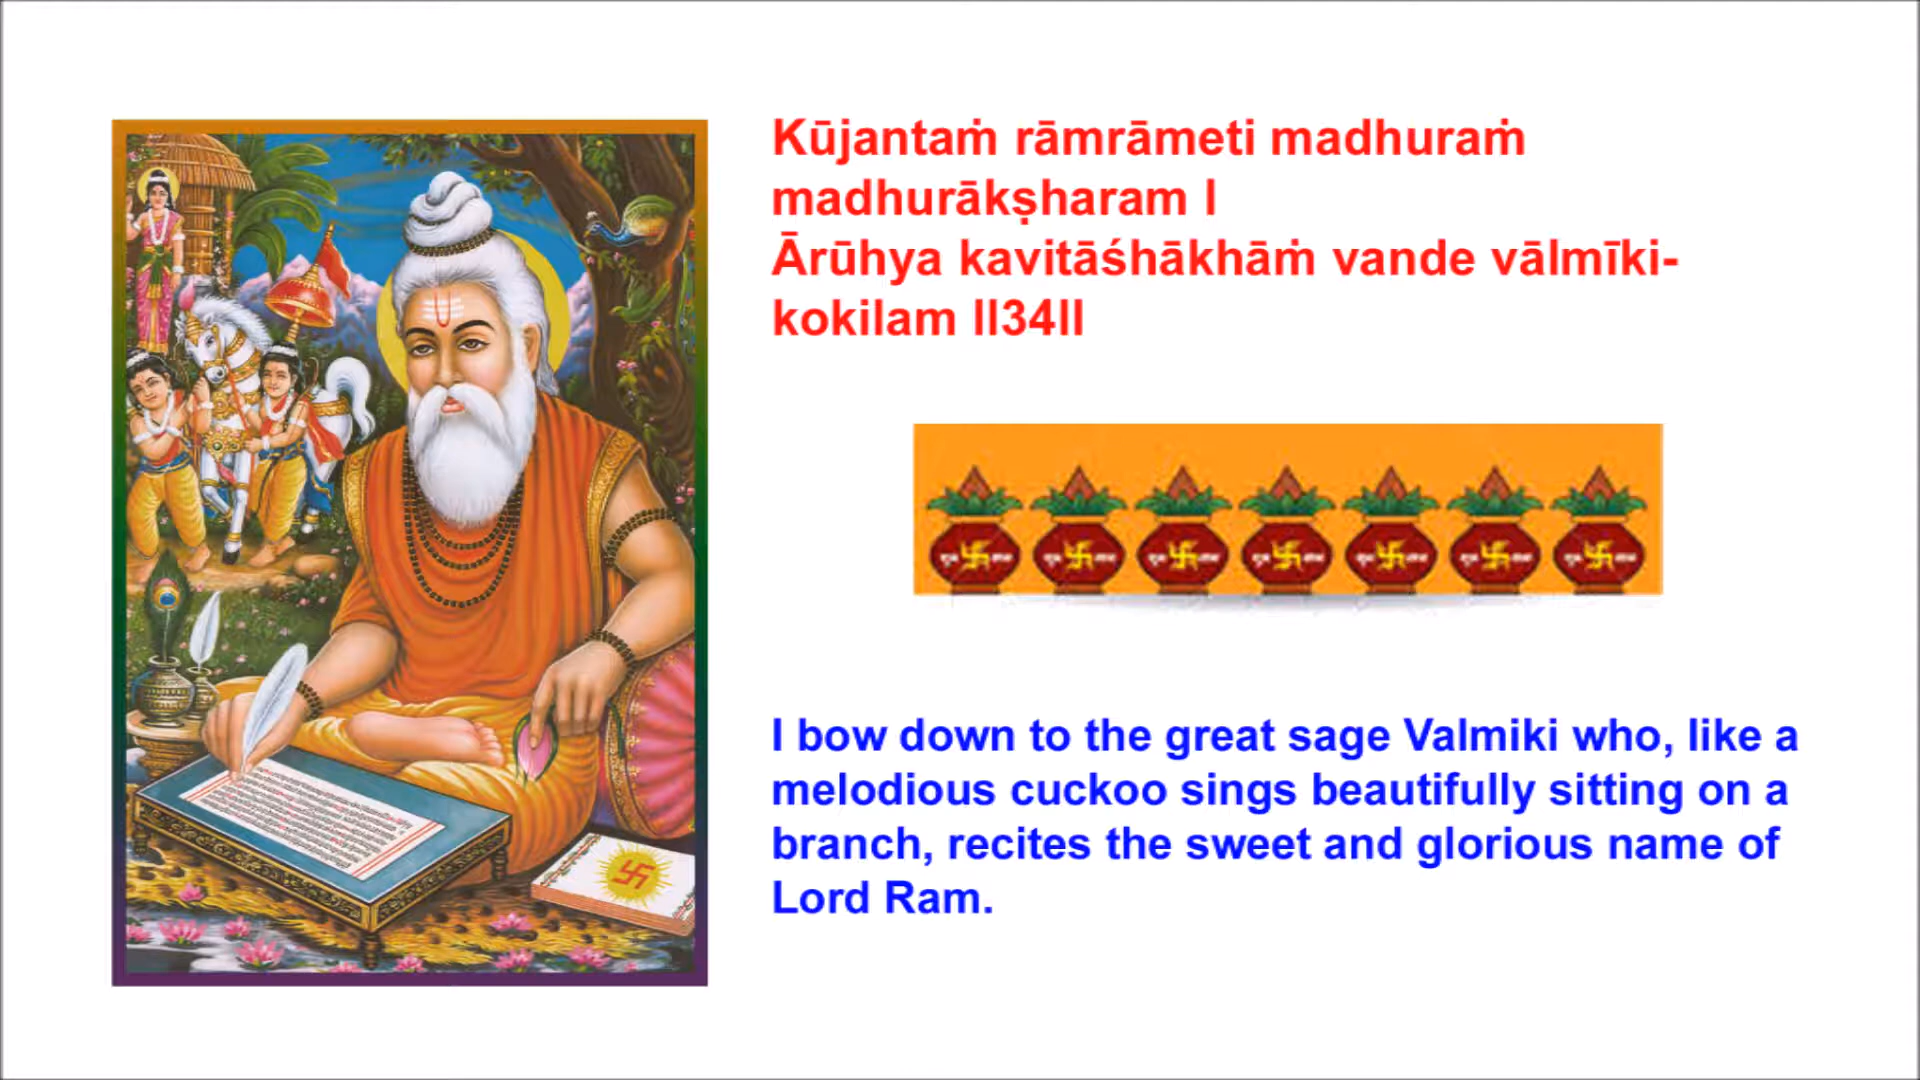 Kūjantaṁ rāmrāmeti madhuraṁ
madhurākṣharam I
Ārūhya kavitāśhākhāṁ vande vālmīki-
kokilam II34II
I bow down to the great sage Valmiki who, like a
melodious cuckoo sings beautifully sitting on a
branch, recites the sweet and glorious name of
Lord Ram.